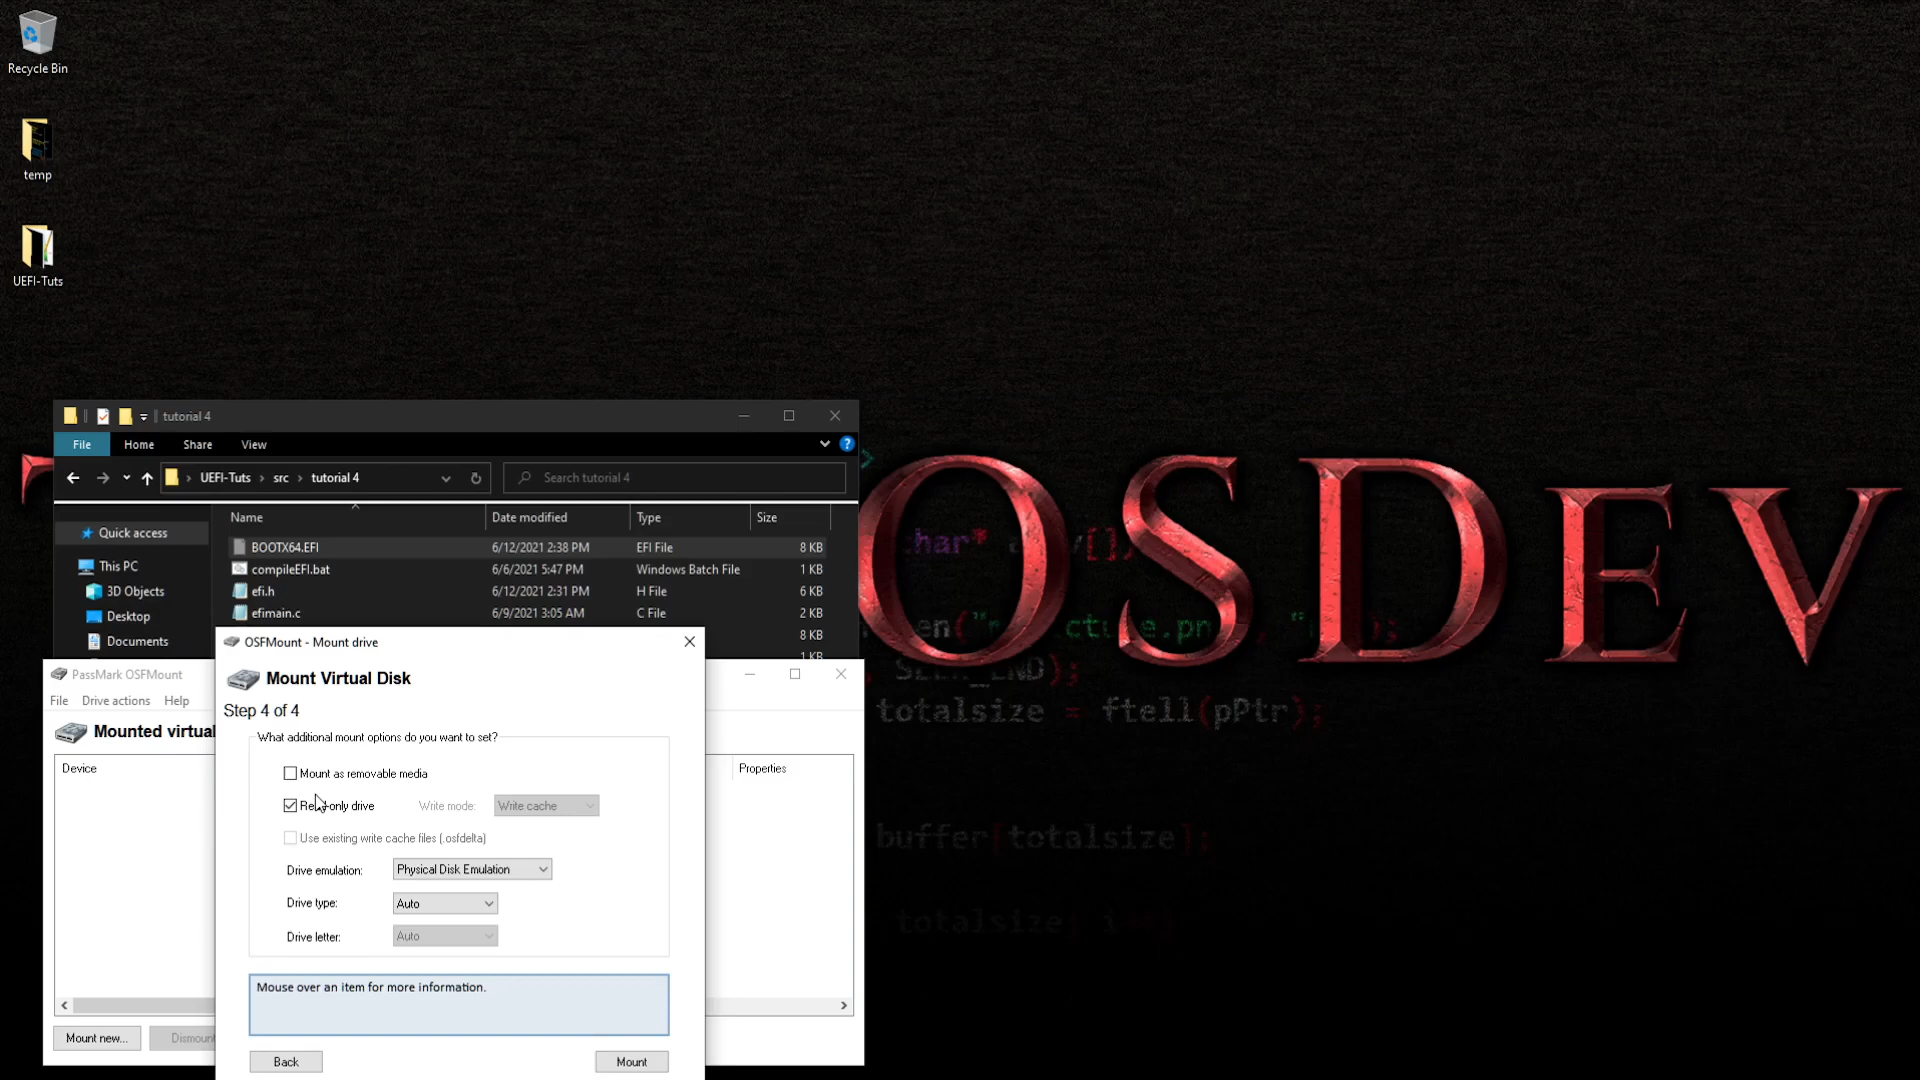 Recycle Bin
temp
UEFI-Tuts
tutorial 4
File Home Share View
UEFI-Tuts › src › tutorial 4
Search tutorial 4
Name Date modified Type Size
Quick access
This PC
3D Objects
Desktop
Documents
BOOTX64.EFI 6/12/2021 2:38 PM EFI File 8 KB
compileEFI.bat 6/6/2021 5:47 PM Windows Batch File 1 KB
efi.h 6/12/2021 2:31 PM H File 6 KB
efimain.c 6/9/2021 3:05 AM C File 2 KB
8 KB
1 KB
PassMark OSFMount
File Drive actions Help
Mounted virtual
Device
Properties
Mount new...
Dismount
OSFMount - Mount drive
Mount Virtual Disk
Step 4 of 4
What additional mount options do you want to set?
Mount as removable media
Read-only drive Write mode: Write cache
Use existing write cache files (.osfdelta)
Drive emulation: Physical Disk Emulation
Drive type: Auto
Drive letter: Auto
Mouse over an item for more information.
Back Mount
OSDEV
char*
SEEK_END);
totalsize = ftell(pPtr);
buffer[totalsize];
totalsize; i